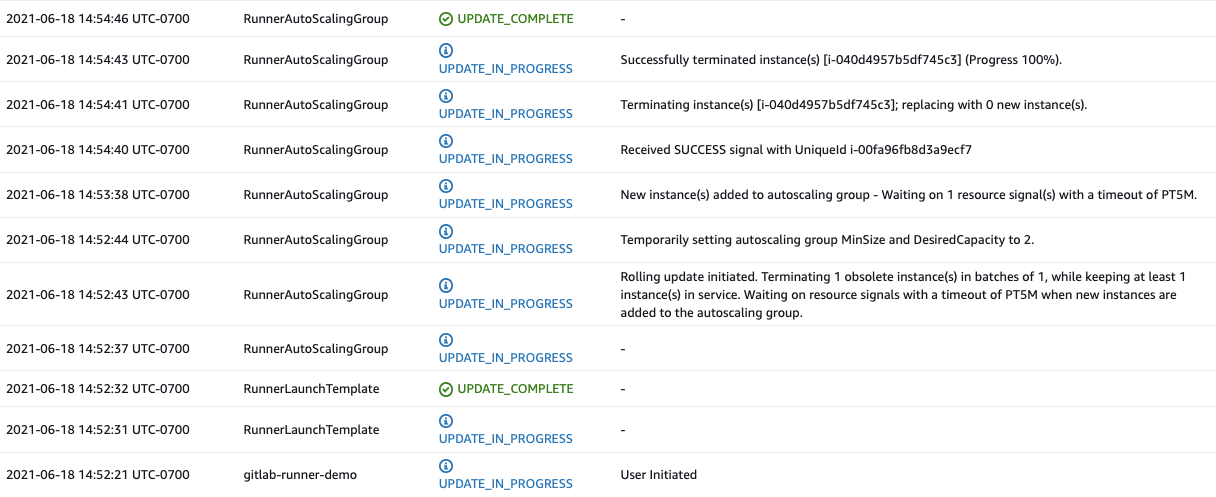 2021-06-18 14:54:46 UTC-0700 RunnerAutoScalingGroup UPDATE_COMPLETE -
2021-06-18 14:54:43 UTC-0700 RunnerAutoScalingGroup UPDATE_IN_PROGRESS Successfully terminated instance(s) [i-040d4957b5df745c3] (Progress 100%).
2021-06-18 14:54:41 UTC-0700 RunnerAutoScalingGroup UPDATE_IN_PROGRESS Terminating instance(s) [i-040d4957b5df745c3]; replacing with 0 new instance(s).
2021-06-18 14:54:40 UTC-0700 RunnerAutoScalingGroup UPDATE_IN_PROGRESS Received SUCCESS signal with UniqueId i-00fa96fb8d3a9ecf7
2021-06-18 14:53:38 UTC-0700 RunnerAutoScalingGroup UPDATE_IN_PROGRESS New instance(s) added to autoscaling group - Waiting on 1 resource signal(s) with a timeout of PT5M.
2021-06-18 14:52:44 UTC-0700 RunnerAutoScalingGroup UPDATE_IN_PROGRESS Temporarily setting autoscaling group MinSize and DesiredCapacity to 2.
2021-06-18 14:52:43 UTC-0700 RunnerAutoScalingGroup UPDATE_IN_PROGRESS Rolling update initiated. Terminating 1 obsolete instance(s) in batches of 1, while keeping at least 1
instance(s) in service. Waiting on resource signals with a timeout of PT5M when new instances are
added to the autoscaling group.
2021-06-18 14:52:37 UTC-0700 RunnerAutoScalingGroup UPDATE_IN_PROGRESS -
2021-06-18 14:52:32 UTC-0700 RunnerLaunchTemplate UPDATE_COMPLETE -
2021-06-18 14:52:31 UTC-0700 RunnerLaunchTemplate UPDATE_IN_PROGRESS -
2021-06-18 14:52:21 UTC-0700 gitlab-runner-demo UPDATE_IN_PROGRESS User Initiated